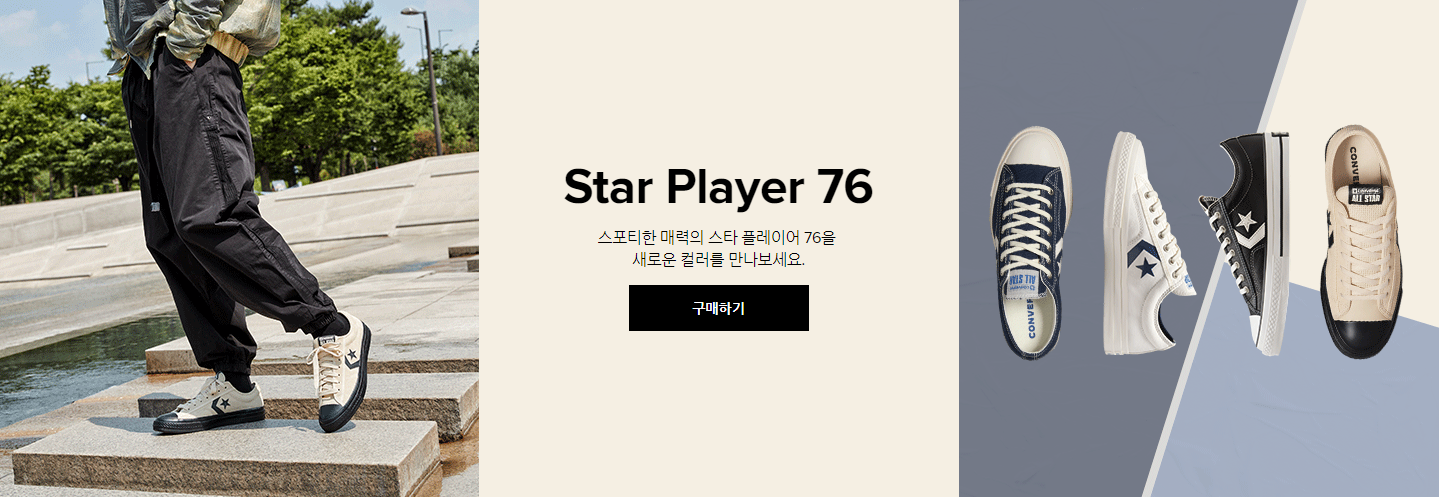 Star Player 76
스포티한 매력의 스타 플레이어 76을
새로운 컬러를 만나보세요.
구매하기
ALL STAR
ALL STAR